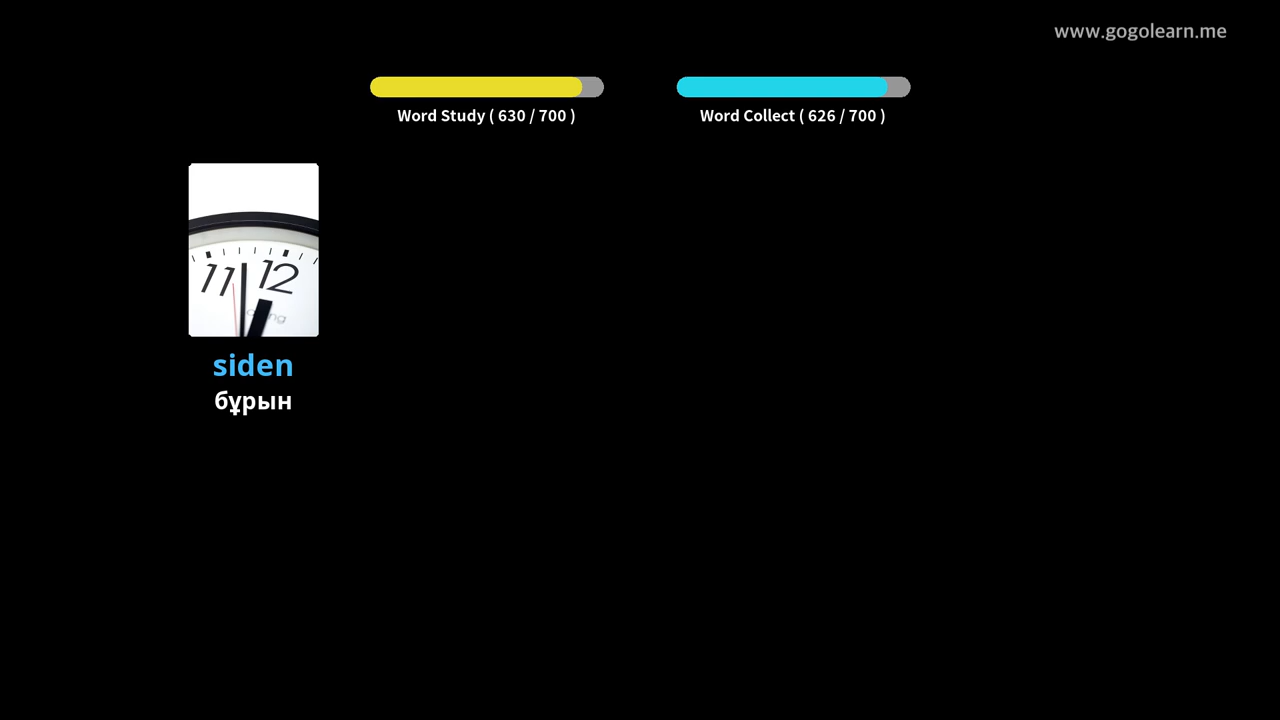 www.gogolearn.me
Word Study ( 630 / 700 )
Word Collect ( 626 / 700 )
11 12
siden
бұрын